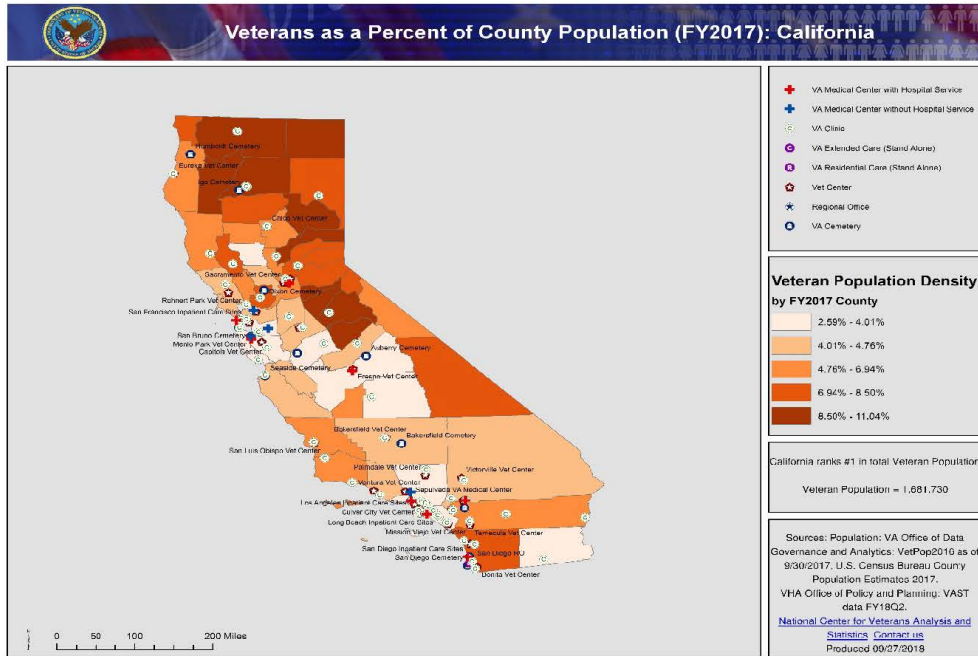 Veterans as a Percent of County Population (FY2017): California
Humboldt Cemetery
Eureka Vet Center
Igo Cemetery
Chico Vet Center
Sacramento Vet Center
Dixon Cemetery
Rohnert Park Vet Center
San Francisco Inpatient Care Sites
San Bruno Cemetery
Menlo Park Vet Center
Capitola Vet Center
Auberry Cemetery
Seaside Cemetery
Fresno Vet Center
Bakersfield Vet Center
Bakersfield Cemetery
San Luis Obispo Vet Center
Palmdale Vet Center
Victorville Vet Center
Ventura Vet Center
Sepulveda VA Medical Center
Los Angeles Inpatient Care Sites
Culver City Vet Center
Long Beach Inpatient Care Sites
Mission Viejo Vet Center
Temecula Vet Center
San Diego Inpatient Care Sites
San Diego RO
San Diego Cemetery
Bonita Vet Center
0 50 100 200 Miles
VA Medical Center with Hospital Service
VA Medical Center without Hospital Service
C VA Clinic
C VA Extended Care (Stand Alone)
R VA Residential Care (Stand Alone)
Vet Center
Regional Office
VA Cemetery
Veteran Population Density
by FY2017 County
2.59% - 4.01%
4.01% - 4.76%
4.76% - 6.94%
6.94% - 8.50%
8.50% - 11.04%
California ranks #1 in total Veteran Population
Veteran Population = 1,681,730
Sources: Population: VA Office of Data
Governance and Analytics: VetPop2016 as of
9/30/2017, U.S. Census Bureau County
Population Estimates 2017.
VHA Office of Policy and Planning: VAST
data FY18Q2.
National Center for Veterans Analysis and
Statistics Contact us
Produced 09/27/2018